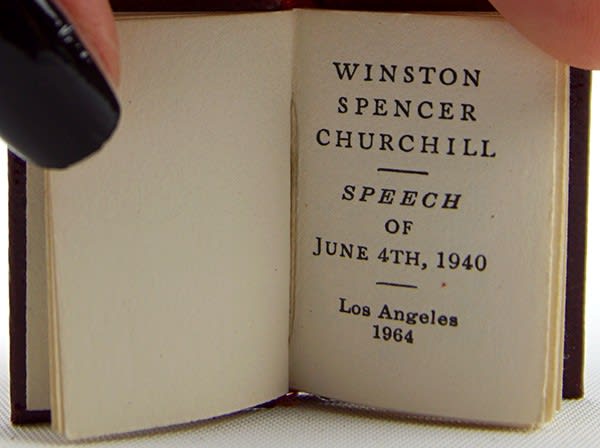 WINSTON
SPENCER
CHURCHILL
SPEECH
OF
JUNE 4TH, 1940
Los Angeles
1964